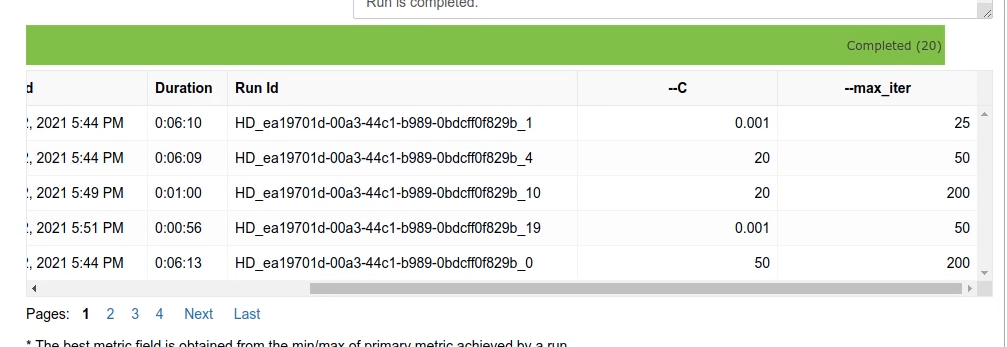 Run is completed.
Completed (20)
d Duration Run Id --C --max_iter
2, 2021 5:44 PM 0:06:10 HD_ea19701d-00a3-44c1-b989-0bdcff0f829b_1 0.001 25
2, 2021 5:44 PM 0:06:09 HD_ea19701d-00a3-44c1-b989-0bdcff0f829b_4 20 50
2, 2021 5:49 PM 0:01:00 HD_ea19701d-00a3-44c1-b989-0bdcff0f829b_10 20 200
2, 2021 5:51 PM 0:00:56 HD_ea19701d-00a3-44c1-b989-0bdcff0f829b_19 0.001 50
2, 2021 5:44 PM 0:06:13 HD_ea19701d-00a3-44c1-b989-0bdcff0f829b_0 50 200
Pages: 1 2 3 4 Next Last
* The best metric field is obtained from the min/max of primary metric achieved by a run